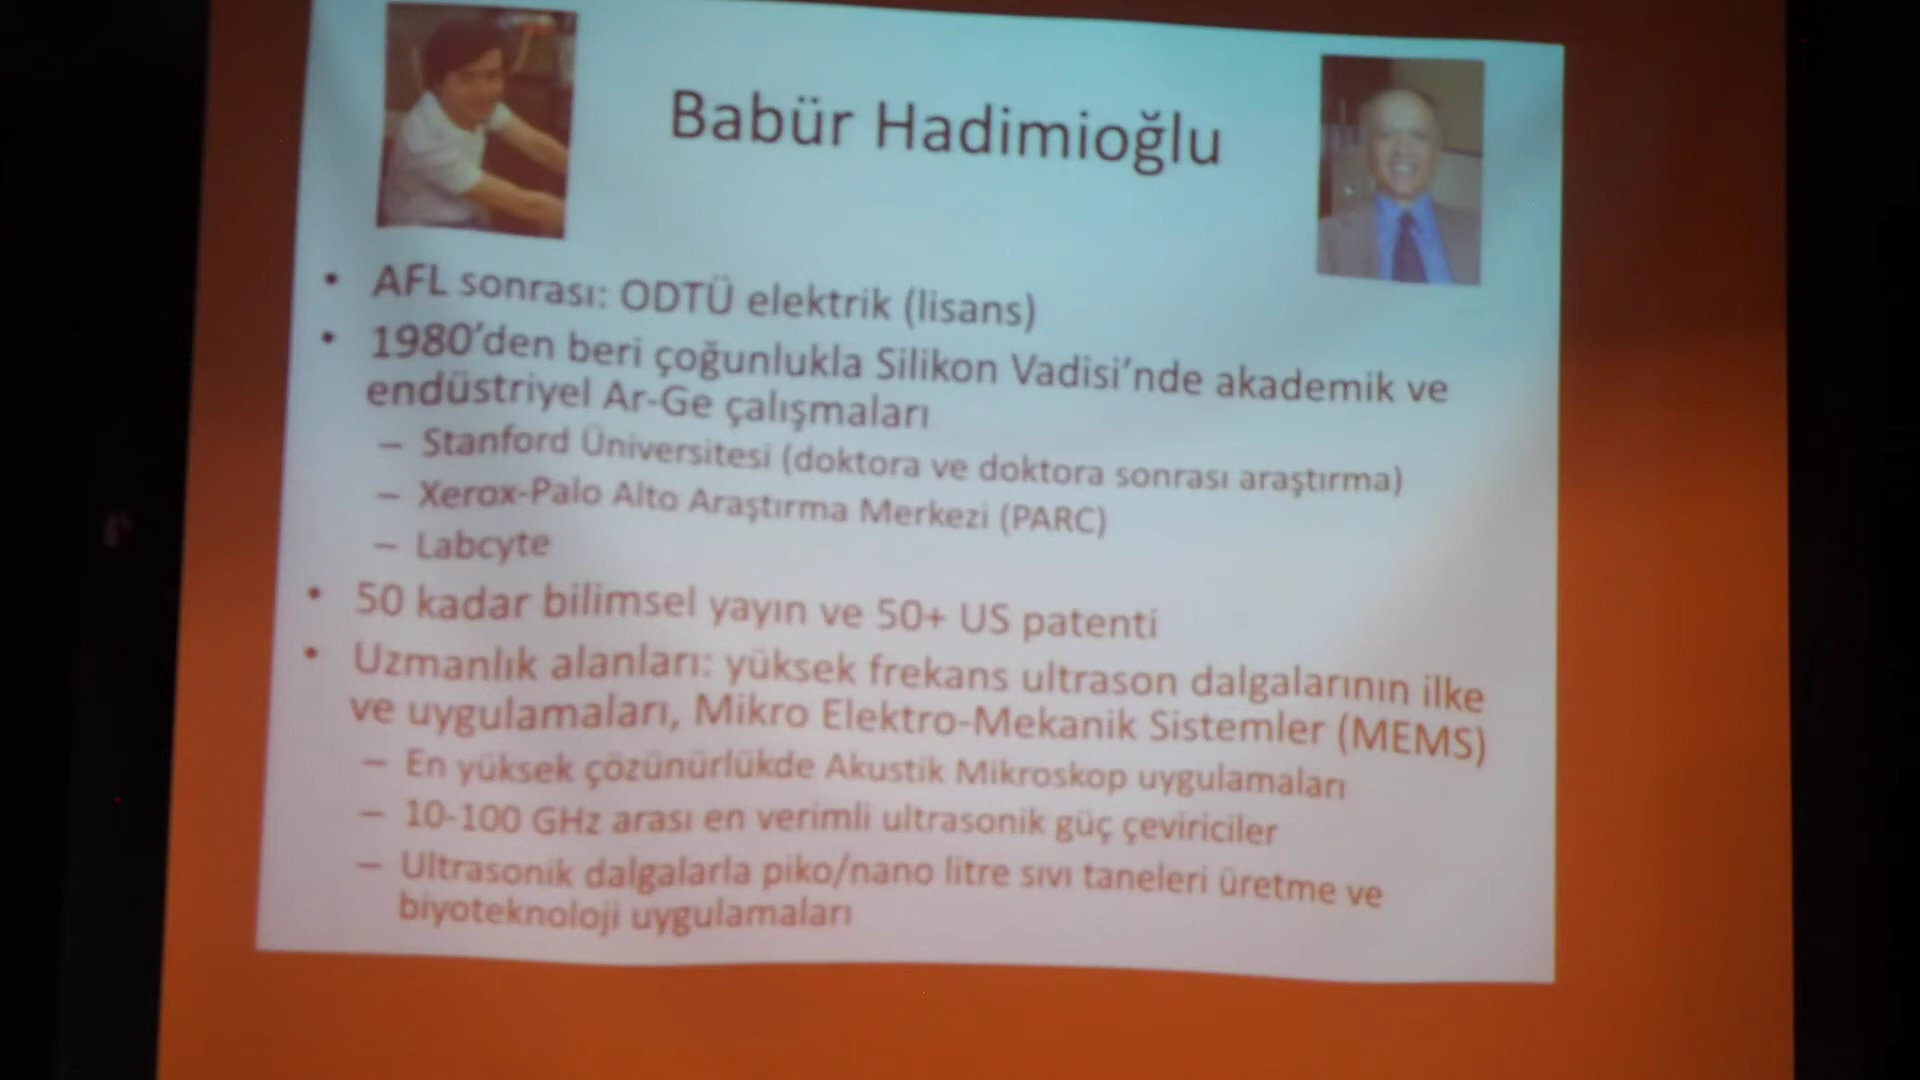 Babür Hadimioğlu
• AFL sonrası: ODTÜ elektrik (lisans)
• 1980’den beri çoğunlukla Silikon Vadisi’nde akademik ve
endüstriyel Ar-Ge çalışmaları
– Stanford Üniversitesi (doktora ve doktora sonrası araştırma)
– Xerox-Palo Alto Araştırma Merkezi (PARC)
– Labcyte
• 50 kadar bilimsel yayın ve 50+ US patenti
• Uzmanlık alanları: yüksek frekans ultrason dalgalarının ilke
ve uygulamaları, Mikro Elektro-Mekanik Sistemler (MEMS)
– En yüksek çözünürlükde Akustik Mikroskop uygulamaları
– 10-100 GHz arası en verimli ultrasonik güç çeviriciler
– Ultrasonik dalgalarla piko/nano litre sıvı taneleri üretme ve
biyoteknoloji uygulamaları